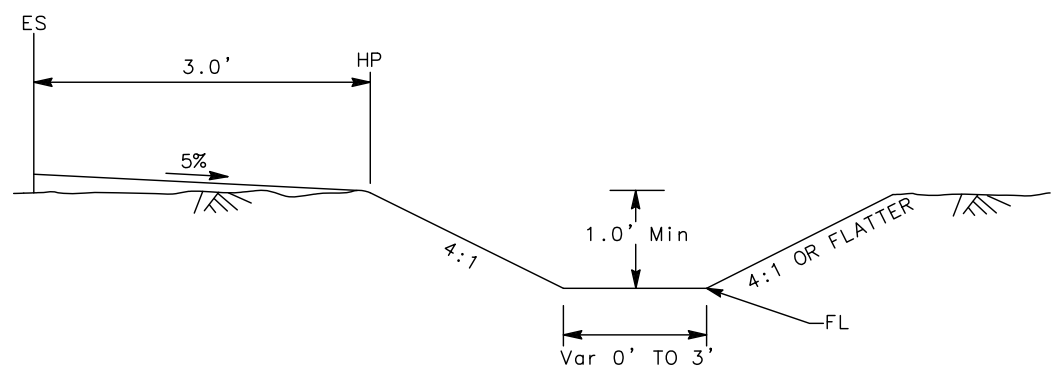 ES
HP
3.0'
5%
1.0' Min
4:1
4:1 OR FLATTER
FL
Var 0' TO 3'